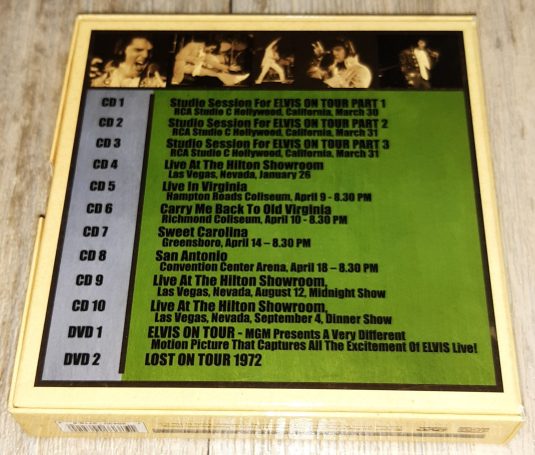 CD 1 Studio Session For ELVIS ON TOUR PART 1
RCA Studio C Hollywood, California, March 30
CD 2 Studio Session For ELVIS ON TOUR PART 2
RCA Studio C Hollywood, California, March 31
CD 3 Studio Session For ELVIS ON TOUR PART 3
RCA Studio C Hollywood, California, March 31
CD 4 Live At The Hilton Showroom
Las Vegas, Nevada, January 26
CD 5 Live In Virginia
Hampton Roads Coliseum, April 9 - 8.30 PM
CD 6 Carry Me Back To Old Virginia
Richmond Coliseum, April 10 - 8.30 PM
CD 7 Sweet Carolina
Greensboro, April 14 – 8.30 PM
CD 8 San Antonio
Convention Center Arena, April 18 – 8.30 PM
CD 9 Live At The Hilton Showroom,
Las Vegas, Nevada, August 12, Midnight Show
CD 10 Live At The Hilton Showroom,
Las Vegas, Nevada, September 4, Dinner Show
DVD 1 ELVIS ON TOUR - MGM Presents A Very Different
Motion Picture That Captures All The Excitement Of ELVIS Live!
DVD 2 LOST ON TOUR 1972